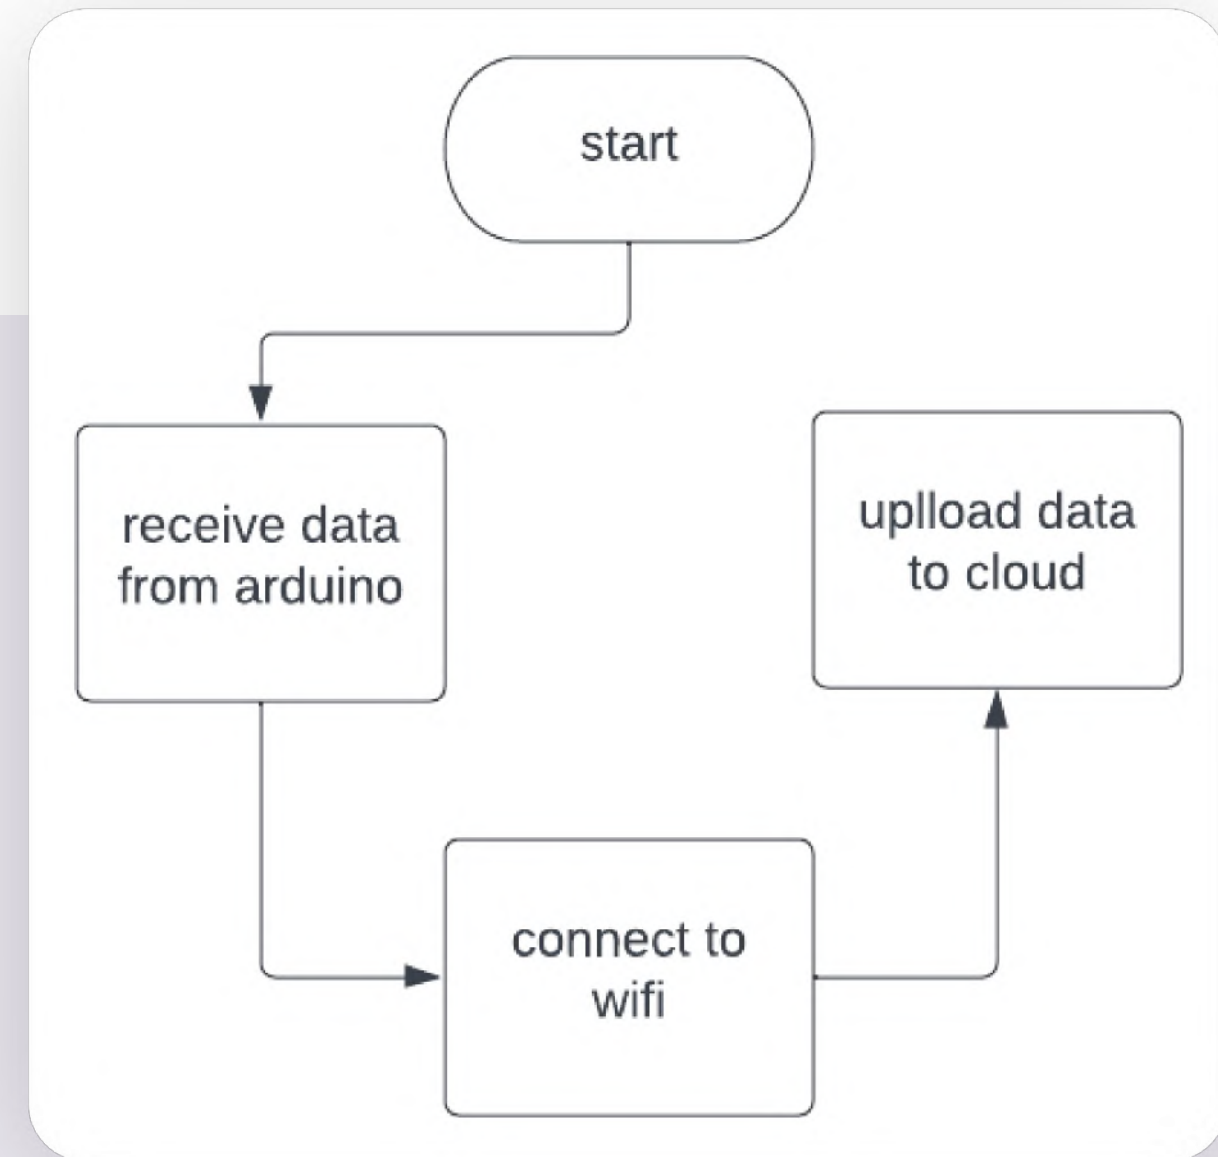 start
receive data
from arduino
connect to
wifi
uplload data
to cloud